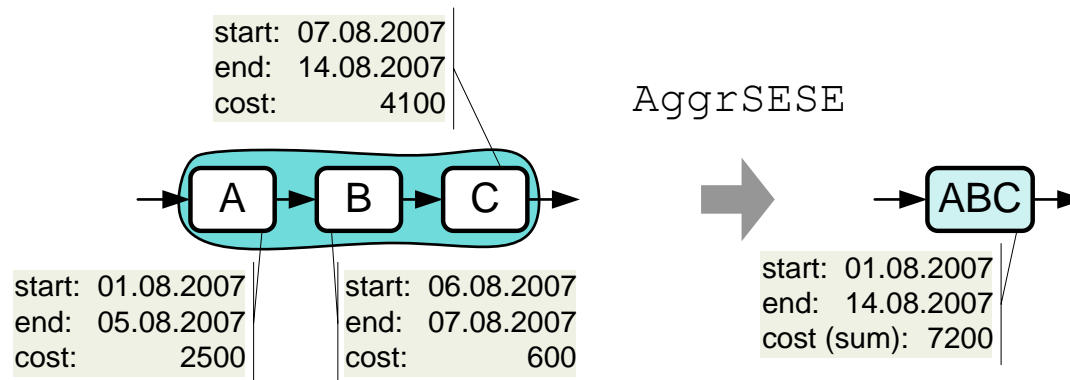 start: 07.08.2007
end: 14.08.2007
cost: 4100
AggrSESE
A
B
C
ABC
start: 01.08.2007
end: 05.08.2007
cost: 2500
start: 06.08.2007
end: 07.08.2007
cost: 600
start: 01.08.2007
end: 14.08.2007
cost (sum): 7200